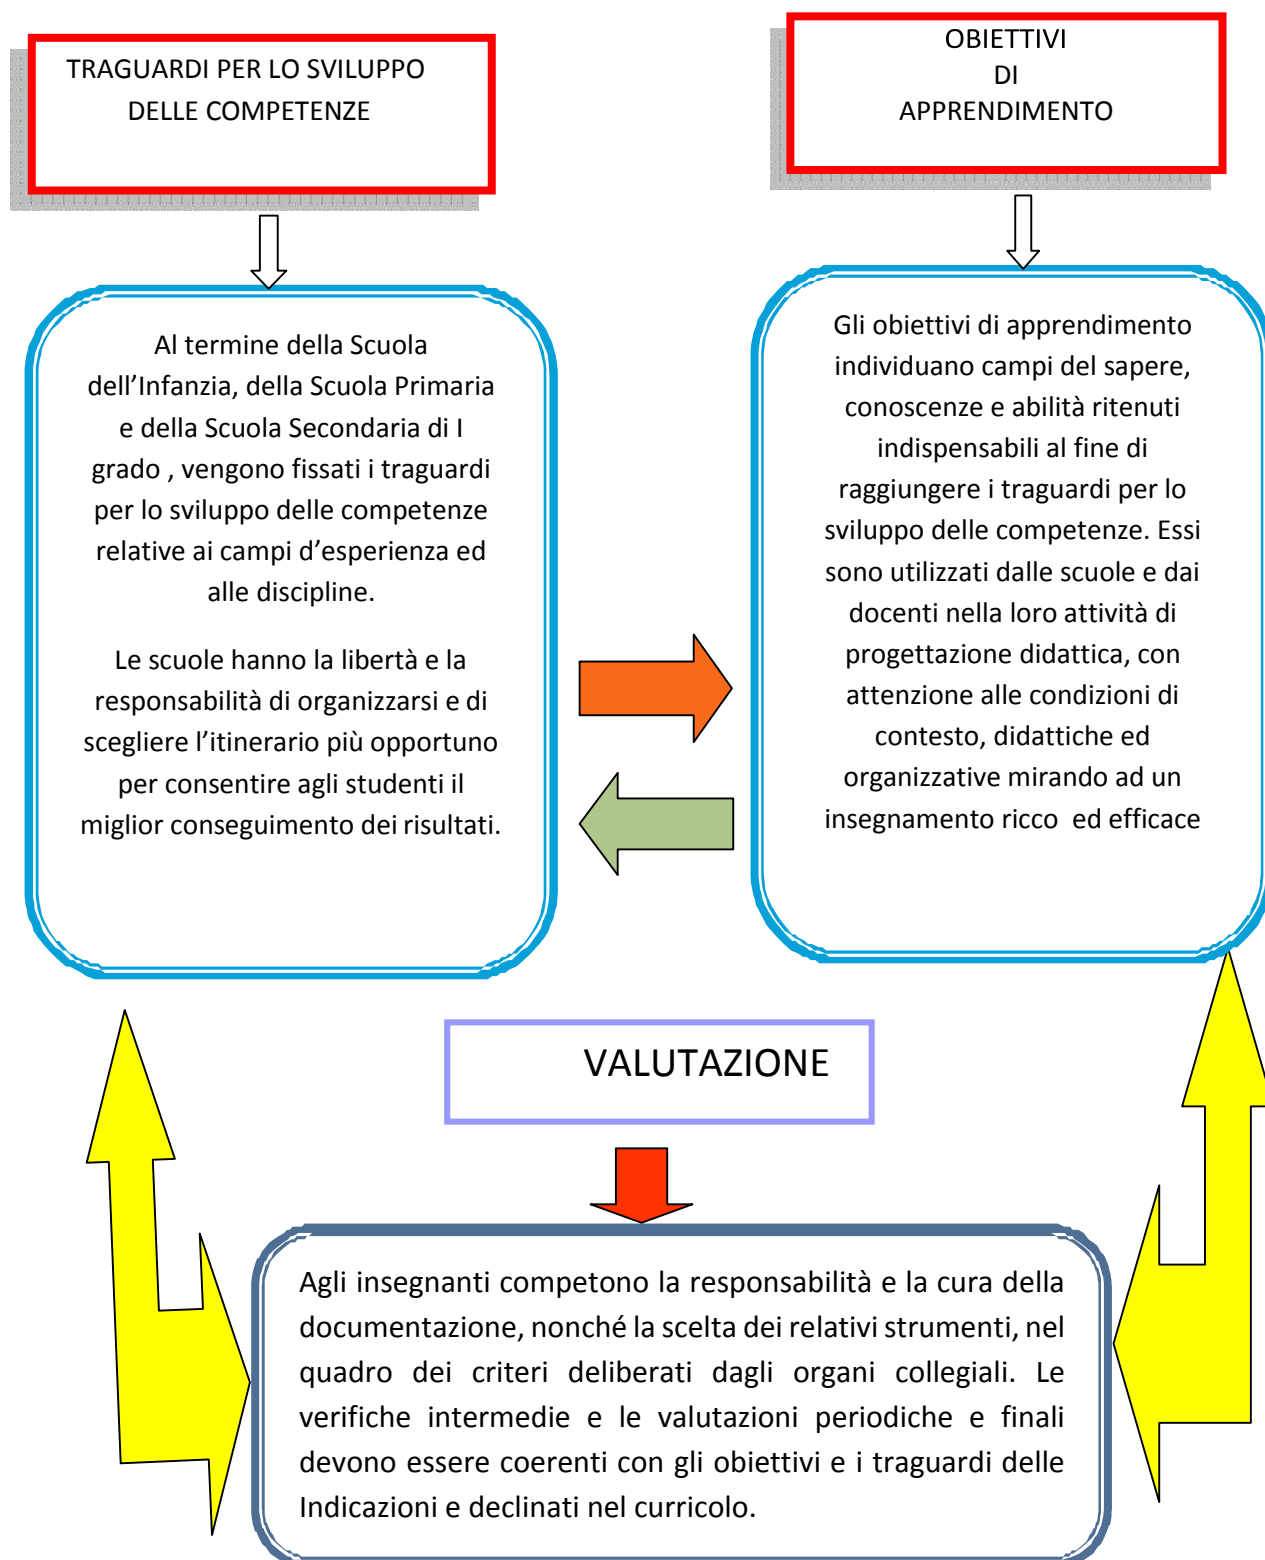 TRAGUARDI PER LO SVILUPPO
DELLE COMPETENZE
OBIETTIVI
DI
APPRENDIMENTO
Al termine della Scuola
dell’Infanzia, della Scuola Primaria
e della Scuola Secondaria di I
grado , vengono fissati i traguardi
per lo sviluppo delle competenze
relative ai campi d’esperienza ed
alle discipline.
Le scuole hanno la libertà e la
responsabilità di organizzarsi e di
scegliere l’itinerario più opportuno
per consentire agli studenti il
miglior conseguimento dei risultati.
Gli obiettivi di apprendimento
individuano campi del sapere,
conoscenze e abilità ritenuti
indispensabili al fine di
raggiungere i traguardi per lo
sviluppo delle competenze. Essi
sono utilizzati dalle scuole e dai
docenti nella loro attività di
progettazione didattica, con
attenzione alle condizioni di
contesto, didattiche ed
organizzative mirando ad un
insegnamento ricco  ed efficace
VALUTAZIONE
Agli insegnanti competono la responsabilità e la cura della
documentazione, nonché la scelta dei relativi strumenti, nel
quadro dei criteri deliberati dagli organi collegiali. Le
verifiche intermedie e le valutazioni periodiche e finali
devono essere coerenti con gli obiettivi e i traguardi delle
Indicazioni e declinati nel curricolo.